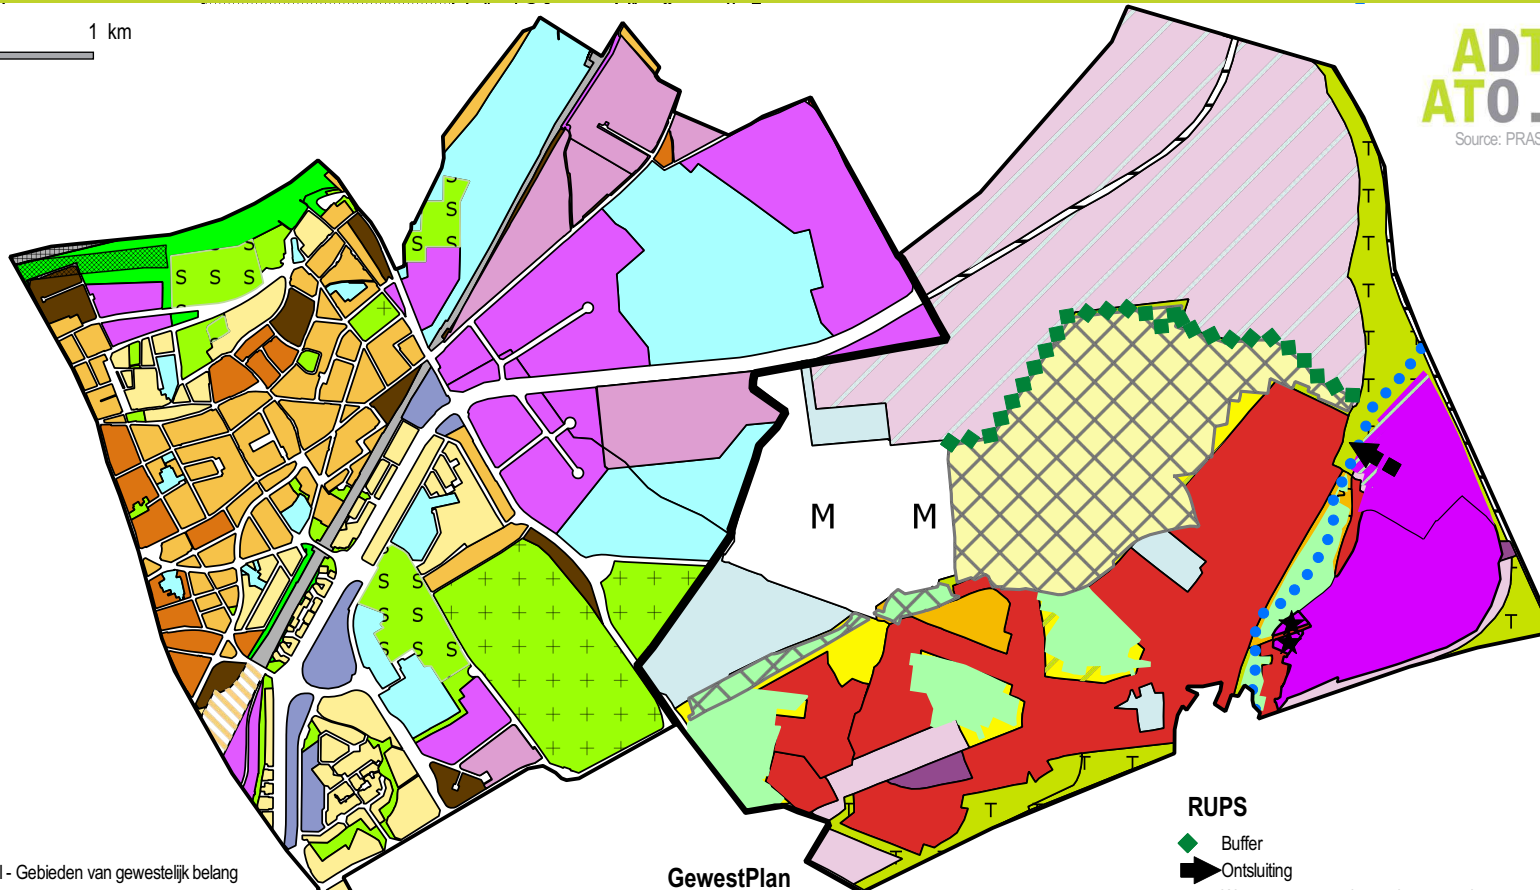 1 km
ADT
ATO.
Source: PRAS
S
S S
S S S
S S
S S S
S S
S S
S S S
M M
T
T
T
T
T
T
T
T
T T
T
T
RUPS
Buffer
Ontsluiting
- Gebieden van gewestelijk belang
GewestPlan